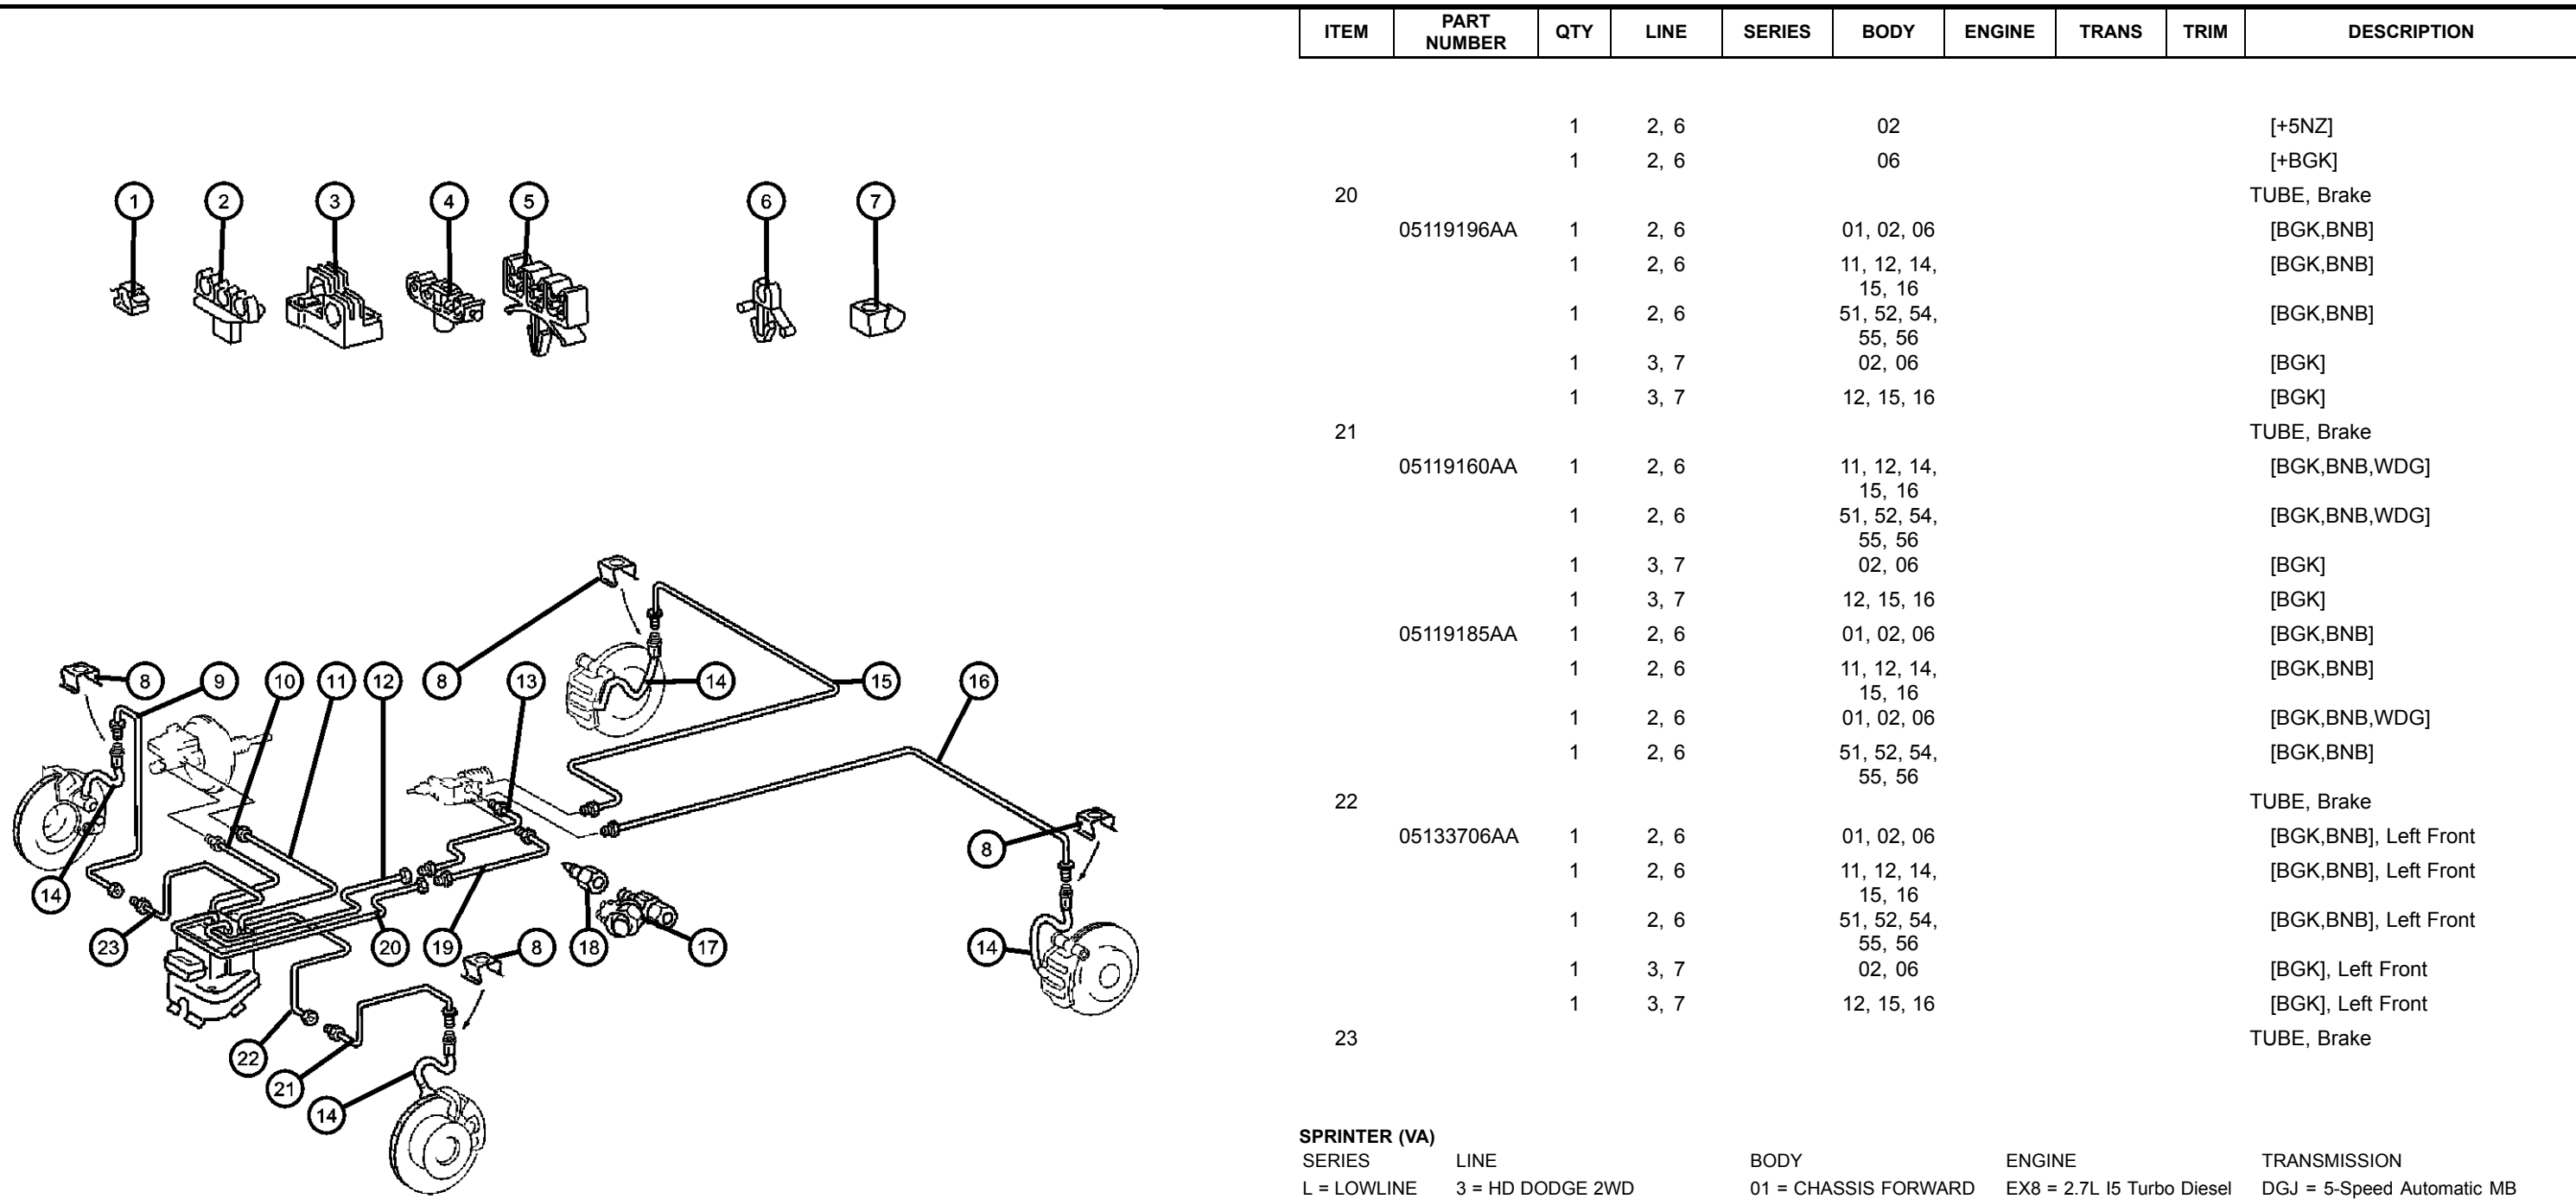 ITEM PART NUMBER QTY LINE SERIES BODY ENGINE TRANS TRIM DESCRIPTION
1 2, 6 02 [+5NZ]
1 2, 6 06 [+BGK]
20 TUBE, Brake
05119196AA 1 2, 6 01, 02, 06 [BGK,BNB]
1 2, 6 11, 12, 14, [BGK,BNB]
15, 16
1 2, 6 51, 52, 54, [BGK,BNB]
55, 56
1 3, 7 02, 06 [BGK]
1 3, 7 12, 15, 16 [BGK]
21 TUBE, Brake
05119160AA 1 2, 6 11, 12, 14, [BGK,BNB,WDG]
15, 16
1 2, 6 51, 52, 54, [BGK,BNB,WDG]
55, 56
1 3, 7 02, 06 [BGK]
1 3, 7 12, 15, 16 [BGK]
05119185AA 1 2, 6 01, 02, 06 [BGK,BNB]
1 2, 6 11, 12, 14, [BGK,BNB]
15, 16
1 2, 6 01, 02, 06 [BGK,BNB,WDG]
1 2, 6 51, 52, 54, [BGK,BNB]
55, 56
22 TUBE, Brake
05133706AA 1 2, 6 01, 02, 06 [BGK,BNB], Left Front
1 2, 6 11, 12, 14, [BGK,BNB], Left Front
15, 16
1 2, 6 51, 52, 54, [BGK,BNB], Left Front
55, 56
1 3, 7 02, 06 [BGK], Left Front
1 3, 7 12, 15, 16 [BGK], Left Front
23 TUBE, Brake
1 2 3 4 5 6 7
8 9 10 11 12 8 13 14 15 16
8
14
23 20 19 8 18 17 14
22
21
14
SPRINTER (VA)
SERIES LINE BODY ENGINE TRANSMISSION
L = LOWLINE 3 = HD DODGE 2WD 01 = CHASSIS FORWARD EX8 = 2.7L I5 Turbo Diesel DGJ = 5-Speed Automatic MB